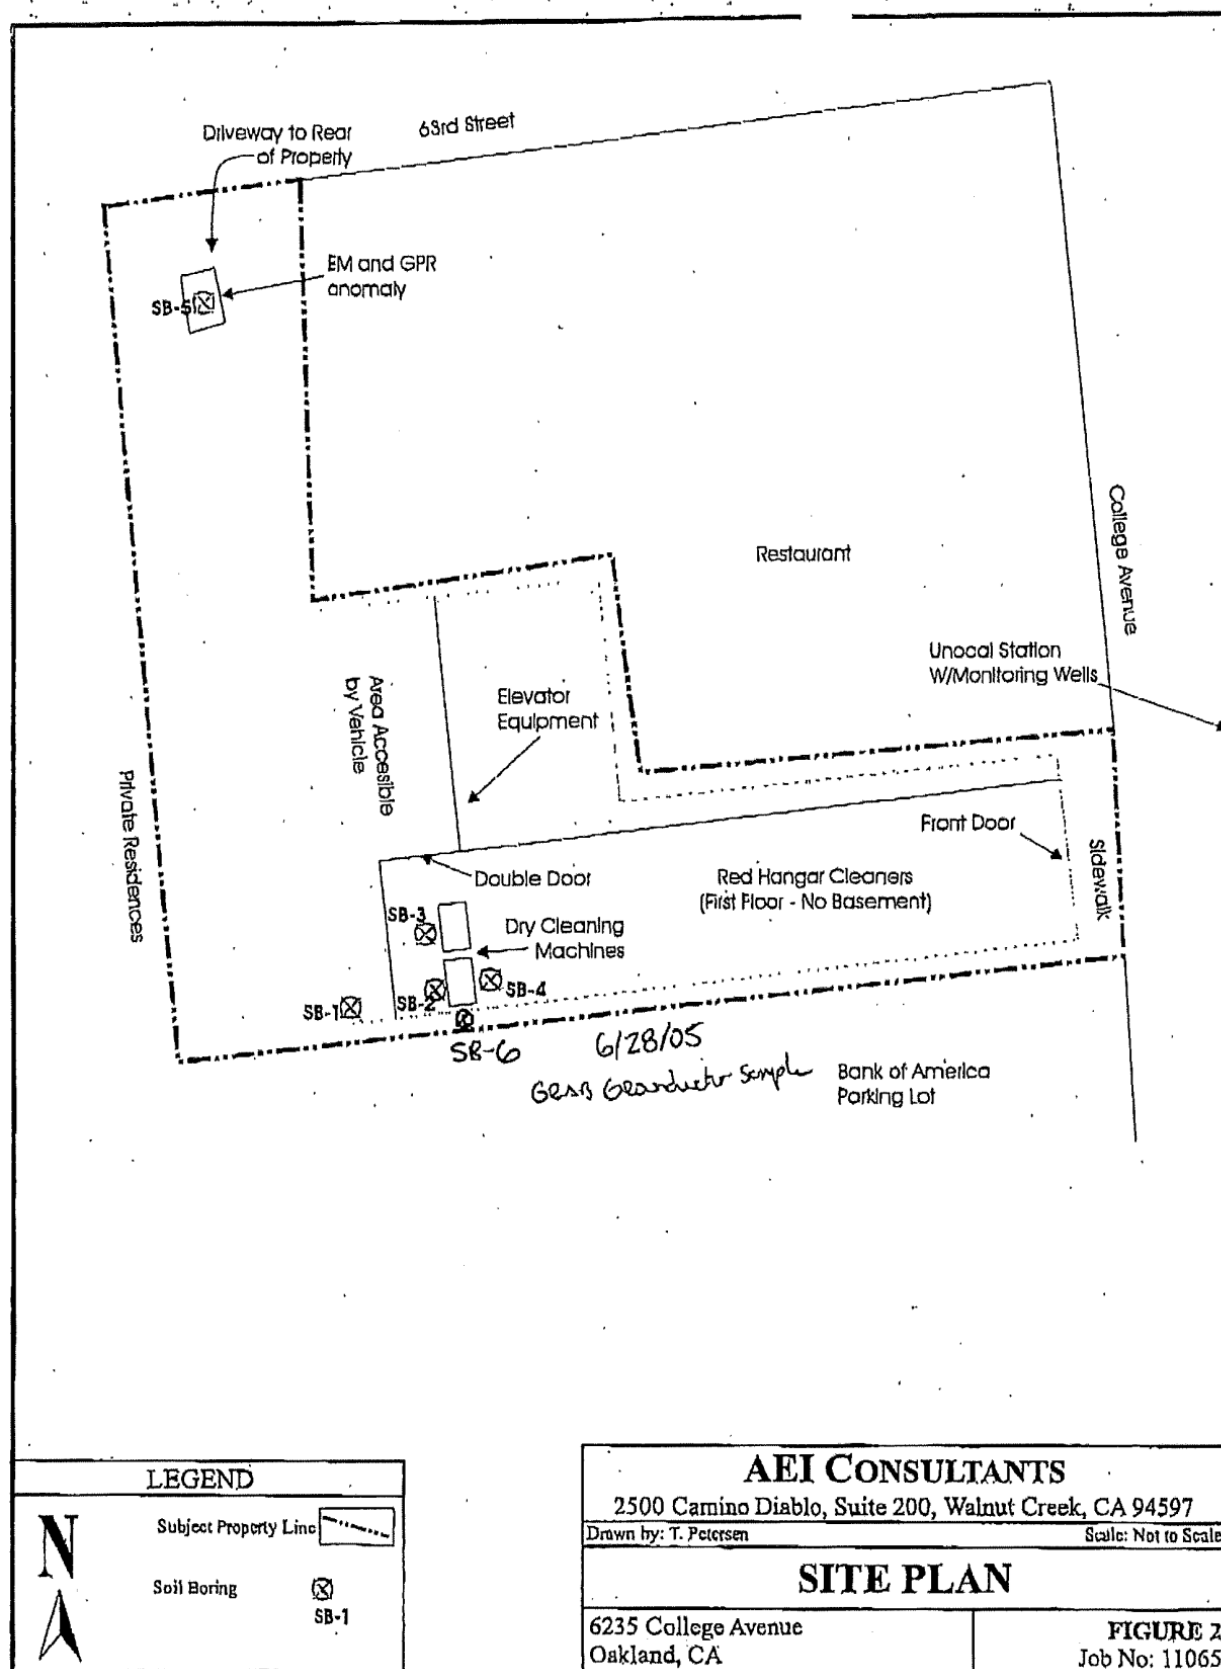 63rd Street
Driveway to Rear
of Property
EM and GPR
anomaly
SB-5
College Avenue
Restaurant
Unocal Station
W/Monitoring Wells
Area Accesible
by Vehicle
Elevator
Equipment
Private Residences
Front Door
Sidewalk
Double Door
Red Hangar Cleaners
(First Floor - No Basement)
SB-3
Dry Cleaning
Machines
SB-2
SB-4
SB-1
SB-6
6/28/05
Sample
Bank of America
Parking Lot
LEGEND
N
Subject Property Line
Soil Boring
SB-1
AEI CONSULTANTS
2500 Camino Diablo, Suite 200, Walnut Creek, CA 94597
Drawn by: T. Petersen Scale: Not to Scale
SITE PLAN
6235 College Avenue
Oakland, CA
FIGURE 2
Job No: 11065